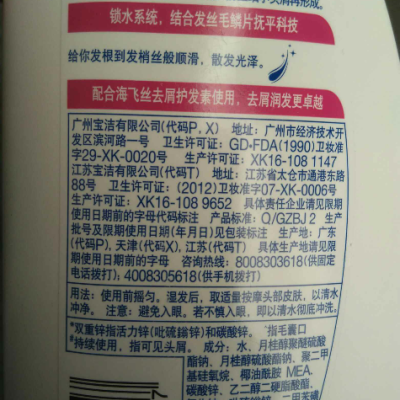 再形成。
锁水系统，结合发丝毛鳞片抚平科技
给你发根到发梢丝般顺滑，散发光泽。
配合海飞丝去屑护发素使用，去屑润发更卓越
广州宝洁有限公司(代码P, X) 地址：广州市经济技术开
发区滨河路一号 卫生许可证：GD•FDA(1990)卫妆准
字29-XK-0020号 生产许可证：XK16-108 1147
江苏宝洁有限公司(代码T) 地址：江苏省太仓市通港东路
88号 卫生许可证：(2012)卫妆准字07-XK-0006号
生产许可证：XK16-108 9652 具体责任企业请见限期
使用日期前的字母代码标注 产品标准：Q/GZBJ 2 生产
批号及限期使用日期(年月日)见包装标注 生产地：广东
(代码P), 天津(代码X), 江苏(代码T) 具体生产地请见限
期使用日期前字母 咨询热线：8008303618(供固定
电话拨打); 4008305618(供手机拨打)
用法：使用前摇匀。湿发后，取适量按摩头部皮肤，以清水
冲净。 注意：避免入眼。若不慎入眼，即以清水彻底冲洗。
"双重锌指活力锌(吡硫鎓锌)和碳酸锌。 指毛囊口
持续使用，指可见头屑。 成分：水、月桂醇聚醚硫酸
酯钠、月桂醇硫酸酯钠、聚二甲
基硅氧烷、椰油酰胺 MEA、
碳酸锌、乙二醇二硬脂酸酯、